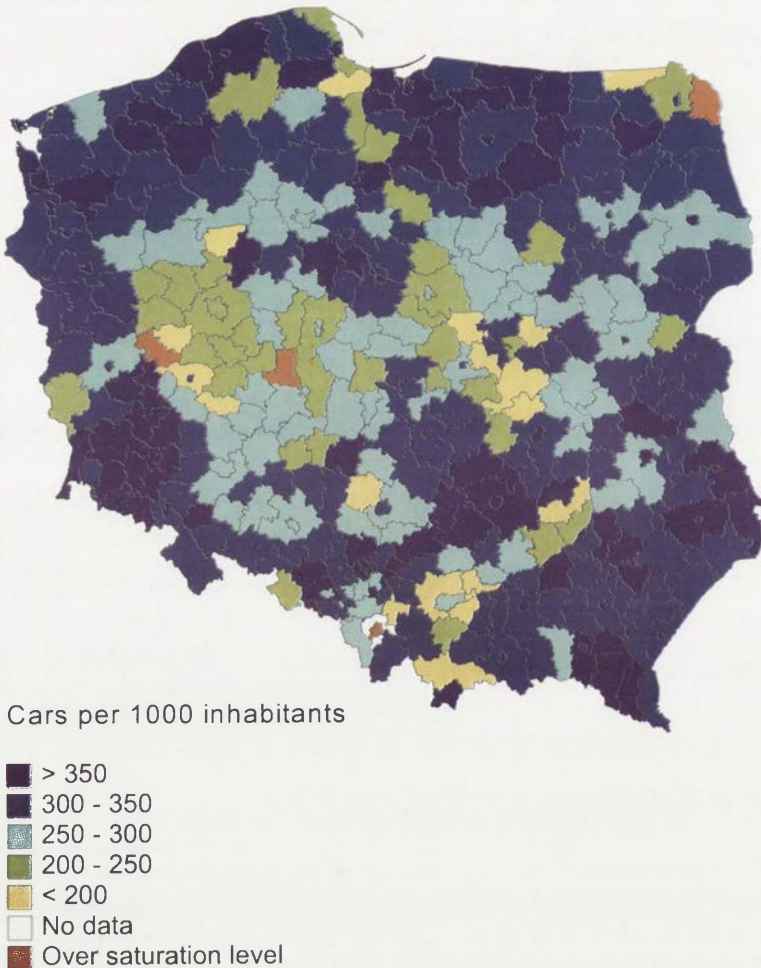 Cars per 1000 inhabitants
> 350
300 - 350
250 - 300
200 - 250
< 200
No data
Over saturation level